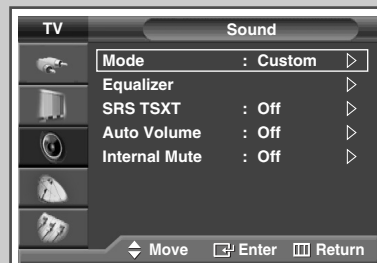 TV Sound
Mode : Custom
Equalizer
SRS TSXT : Off
Auto Volume : Off
Internal Mute : Off
Move Enter Return